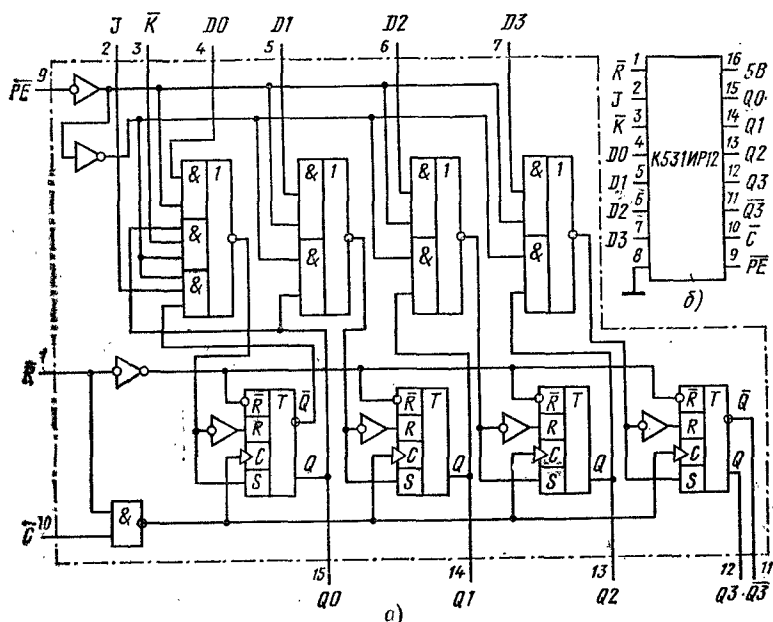 J K̅ D0 D1 D2 D3
2 3 4 5 6 7
P̅E̅ 9
& 1 & 1 & 1 & 1
& & & &
&
R̅ 1
R̅ T Q̅ R̅ T R̅ T R̅ T Q̅
R R R R
C Q C Q C Q C Q
S S S S
&
C̅ 10
15 14 13 12 11
Q0 Q1 Q2 Q3 Q̅3̅
а)
R̅ 1 16 5В
J 2 15 Q0
K̅ 3 14 Q1
D0 4 К531ИР12 13 Q2
D1 5 12 Q3
D2 6 11 Q̅3̅
D3 7 10 C̅
8 9 P̅E̅
б)